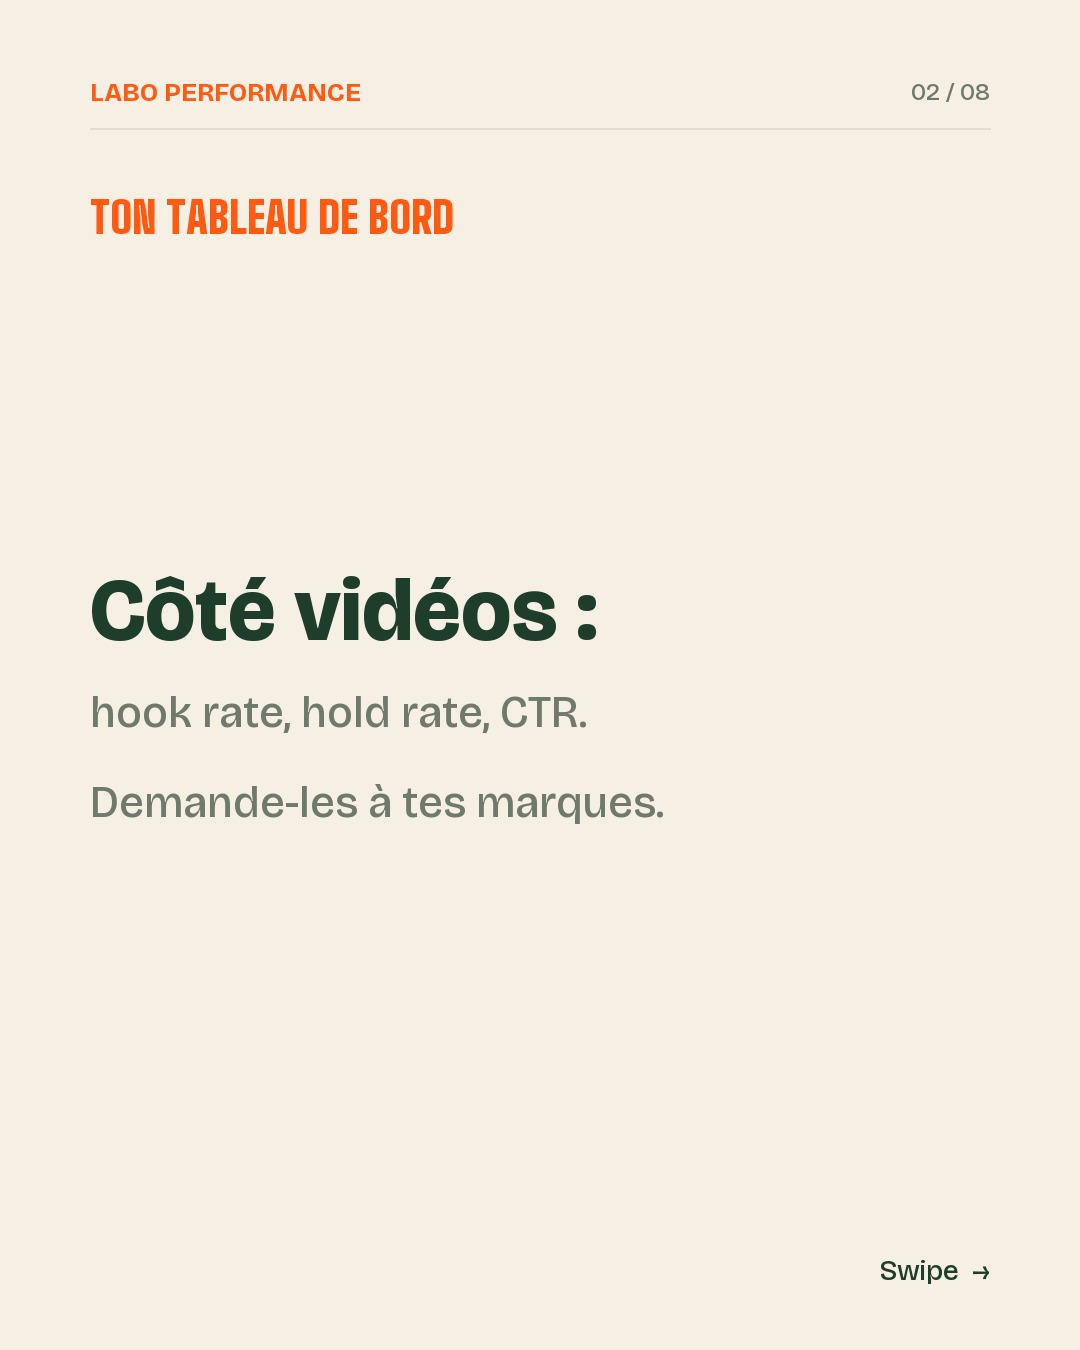 LABO PERFORMANCE
02 / 08
TON TABLEAU DE BORD
Côté vidéos :
hook rate, hold rate, CTR.
Demande-les à tes marques.
Swipe →